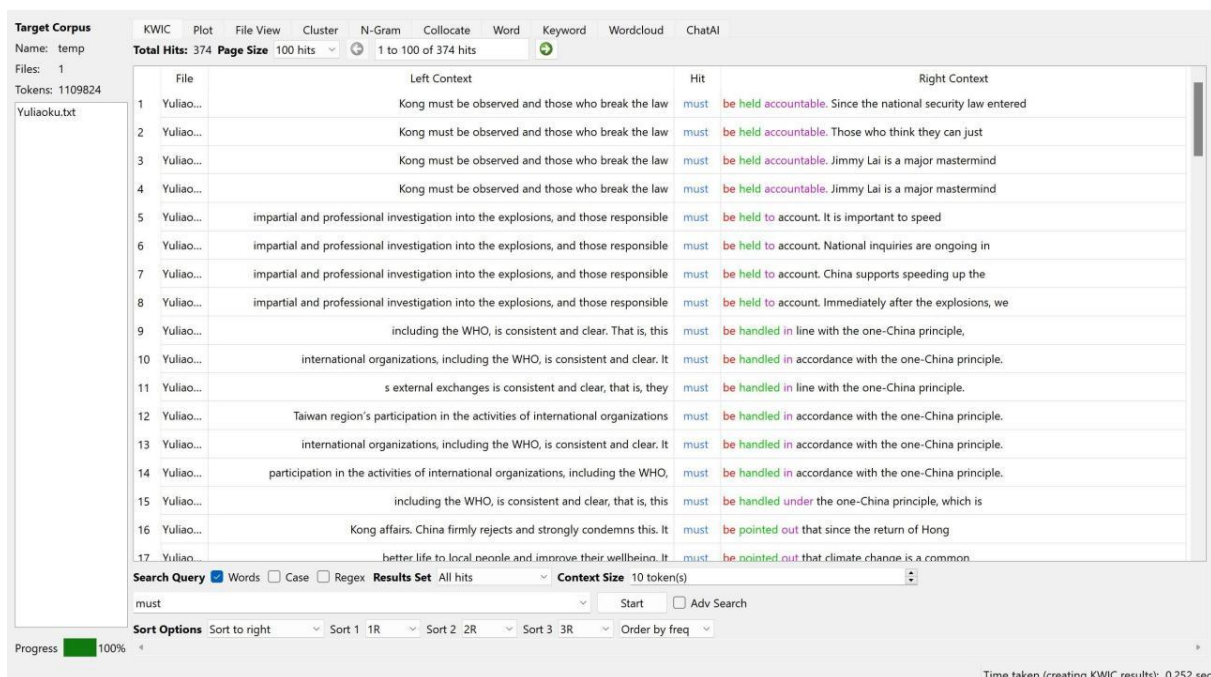 Target Corpus
Name: temp
Files: 1
Tokens: 1109824
Yuliaoku.txt
Progress 100%
KWIC Plot File View Cluster N-Gram Collocate Word Keyword Wordcloud ChatAI
Total Hits: 374 Page Size 100 hits 1 to 100 of 374 hits
File Left Context Hit Right Context
1 Yuliao... Kong must be observed and those who break the law must be held accountable. Since the national security law entered
2 Yuliao... Kong must be observed and those who break the law must be held accountable. Those who think they can just
3 Yuliao... Kong must be observed and those who break the law must be held accountable. Jimmy Lai is a major mastermind
4 Yuliao... Kong must be observed and those who break the law must be held accountable. Jimmy Lai is a major mastermind
5 Yuliao... impartial and professional investigation into the explosions, and those responsible must be held to account. It is important to speed
6 Yuliao... impartial and professional investigation into the explosions, and those responsible must be held to account. National inquiries are ongoing in
7 Yuliao... impartial and professional investigation into the explosions, and those responsible must be held to account. China supports speeding up the
8 Yuliao... impartial and professional investigation into the explosions, and those responsible must be held to account. Immediately after the explosions, we
9 Yuliao... including the WHO, is consistent and clear. That is, this must be handled in line with the one-China principle,
10 Yuliao... international organizations, including the WHO, is consistent and clear. It must be handled in accordance with the one-China principle.
11 Yuliao... s external exchanges is consistent and clear, that is, they must be handled in line with the one-China principle.
12 Yuliao... Taiwan region's participation in the activities of international organizations must be handled in accordance with the one-China principle.
13 Yuliao... international organizations, including the WHO, is consistent and clear. It must be handled in accordance with the one-China principle.
14 Yuliao... participation in the activities of international organizations, including the WHO, must be handled in accordance with the one-China principle.
15 Yuliao... including the WHO, is consistent and clear, that is, this must be handled under the one-China principle, which is
16 Yuliao... Kong affairs. China firmly rejects and strongly condemns this. It must be pointed out that since the return of Hong
17 Yuliao... better life to local people and improve their wellbeing. It must be pointed out that climate change is a common
Search Query Words Case Regex Results Set All hits Context Size 10 token(s)
must Start Adv Search
Sort Options Sort to right Sort 1 1R Sort 2 2R Sort 3 3R Order by freq
Time taken (creating KWIC results): 0.252 sec